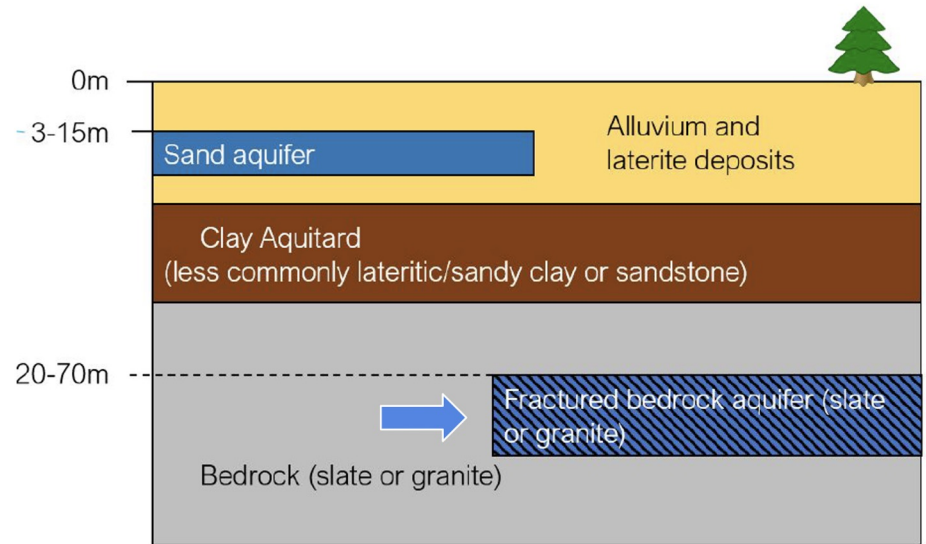 0m
~ 3-15m
Sand aquifer
Alluvium and
laterite deposits
Clay Aquitard
(less commonly lateritic/sandy clay or sandstone)
20-70m
Fractured bedrock aquifer (slate
or granite)
Bedrock (slate or granite)